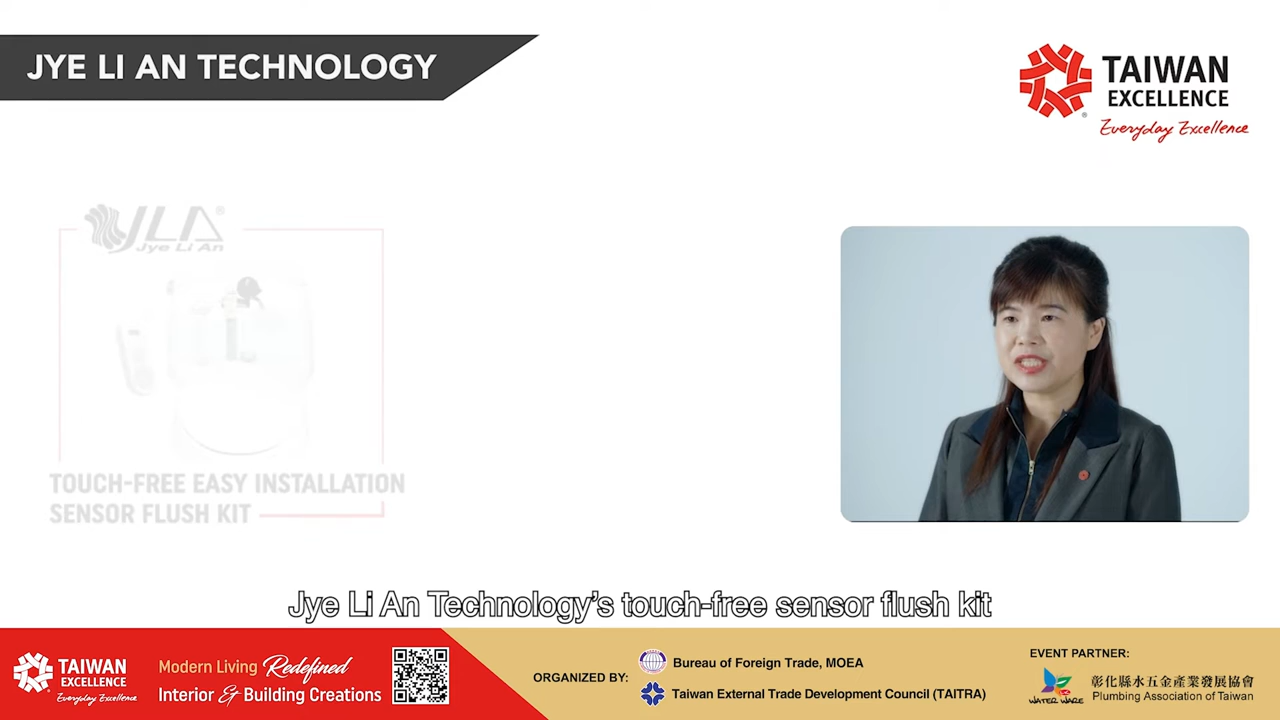 JYE LI AN TECHNOLOGY
TAIWAN
EXCELLENCE
Everyday Excellence
JLA®
Jye Li An
TOUCH-FREE EASY INSTALLATION
SENSOR FLUSH KIT
Jye Li An Technology's touch-free sensor flush kit
TAIWAN
EXCELLENCE
Everyday Excellence
Modern Living Redefined
Interior & Building Creations
ORGANIZED BY:
Bureau of Foreign Trade, MOEA
Taiwan External Trade Development Council (TAITRA)
EVENT PARTNER:
WATER WARE
彰化縣水五金產業發展協會
Plumbing Association of Taiwan